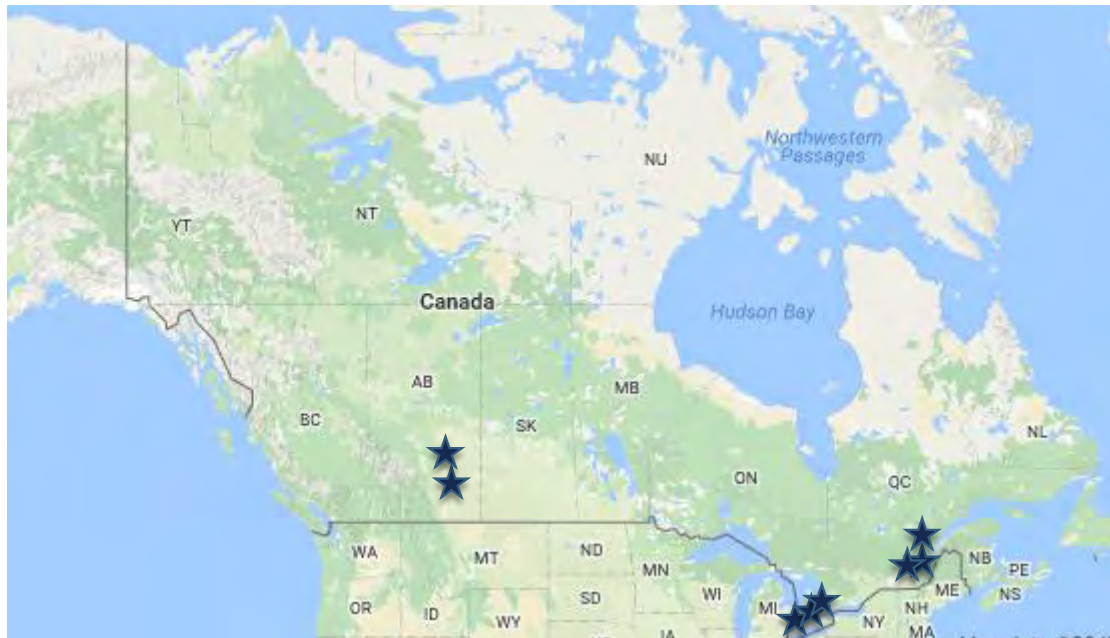 Northwestern
Passages
NU
NT
YT
Canada
Hudson Bay
AB
MB
BC
SK
NL
ON
QC
WA
MT
ND
MN
NB
PE
ME
NS
OR
ID
SD
WI
MI
WY
NY
NH
MA